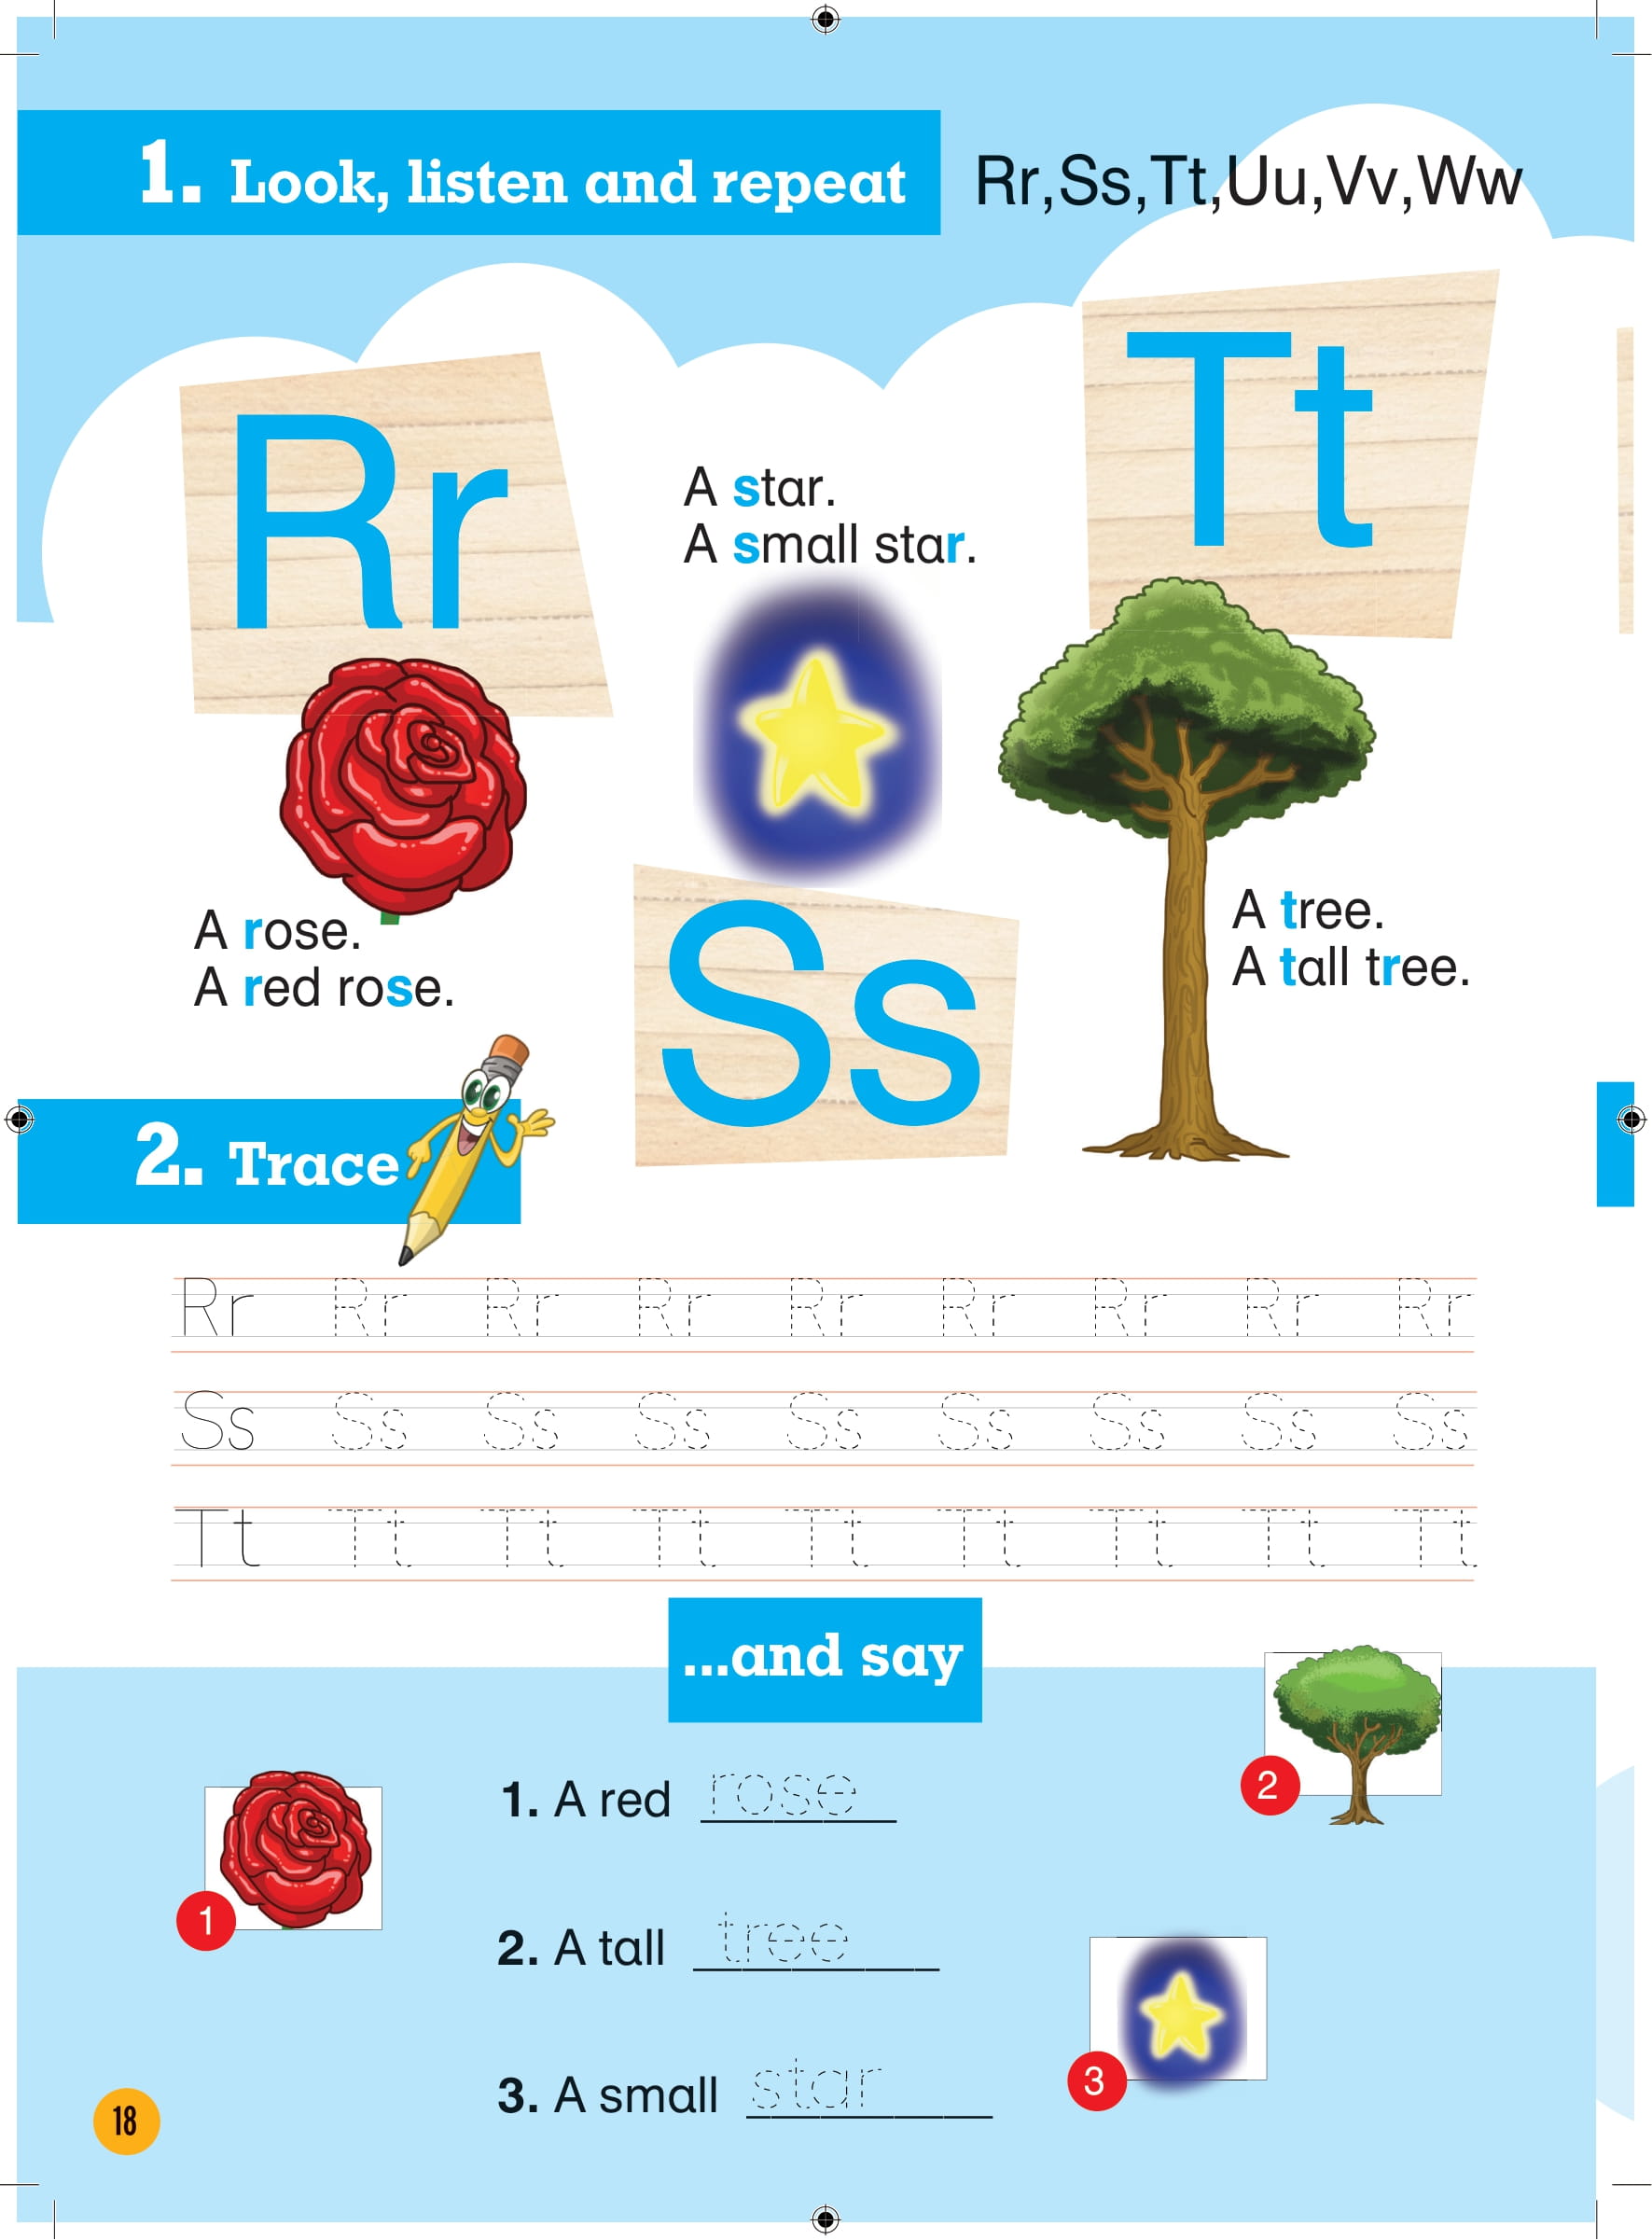 1. Look, listen and repeat
Rr,Ss,Tt,Uu,Vv,Ww
Rr
Tt
A star.
A small star.
A rose.
A red rose.
Ss
A tree.
A tall tree.
2. Trace
Rr Rr Rr Rr Rr Rr Rr Rr Rr
Ss Ss Ss Ss Ss Ss Ss Ss Ss
Tt Tt Tt Tt Tt Tt Tt Tt Tt
...and say
1. A red rose
2. A tall tree
3. A small star
1
2
3
18